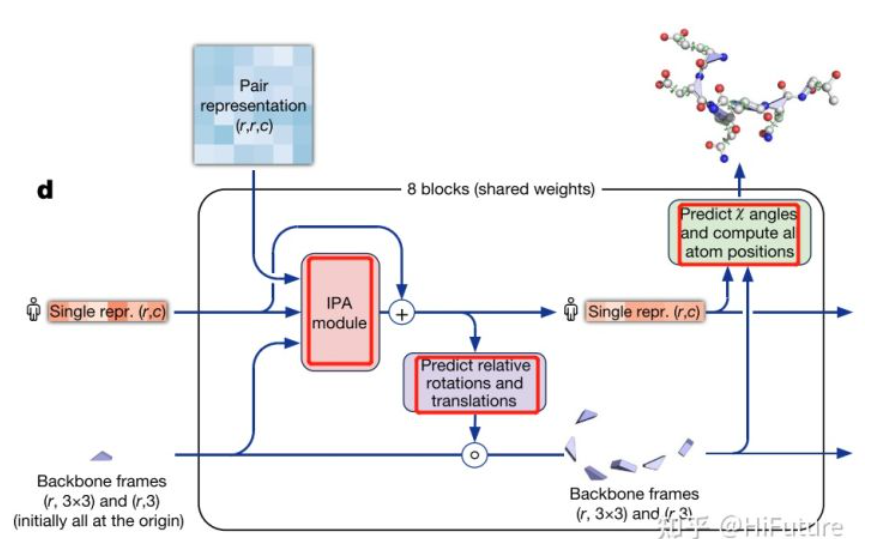 Pair
representation
(r,r,c)
d
8 blocks (shared weights)
Predict χ angles
and compute al
atom positions
Single repr. (r,c)
IPA
module
+
Single repr. (r,c)
Predict relative
rotations and
translations
Backbone frames
(r, 3×3) and (r,3)
(initially all at the origin)
Backbone frames
(r, 3×3) and (r,3)
知乎 @HiFuture